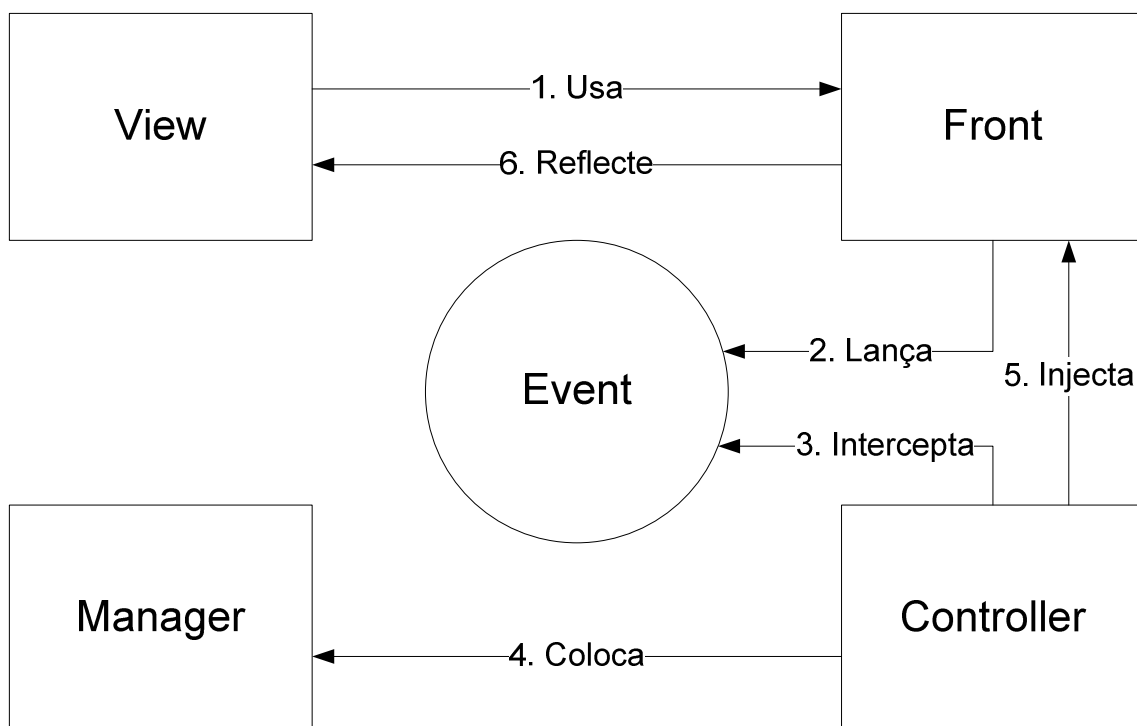 View
1. Usa
Front
6. Reflecte
2. Lança
Event
5. Injecta
3. Intercepta
Manager
Controller
4. Coloca